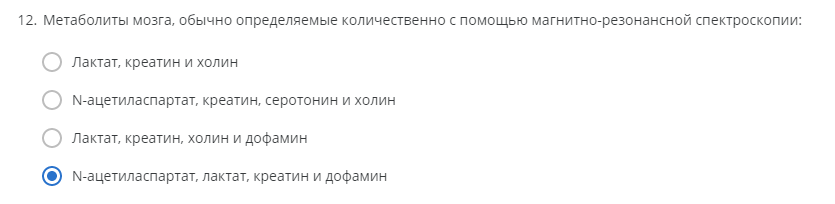 12. Метаболиты мозга, обычно определяемые количественно с помощью магнитно-резонансной спектроскопии:
Лактат, креатин и холин
N-ацетиласпартат, креатин, серотонин и холин
Лактат, креатин, холин и дофамин
N-ацетиласпартат, лактат, креатин и дофамин